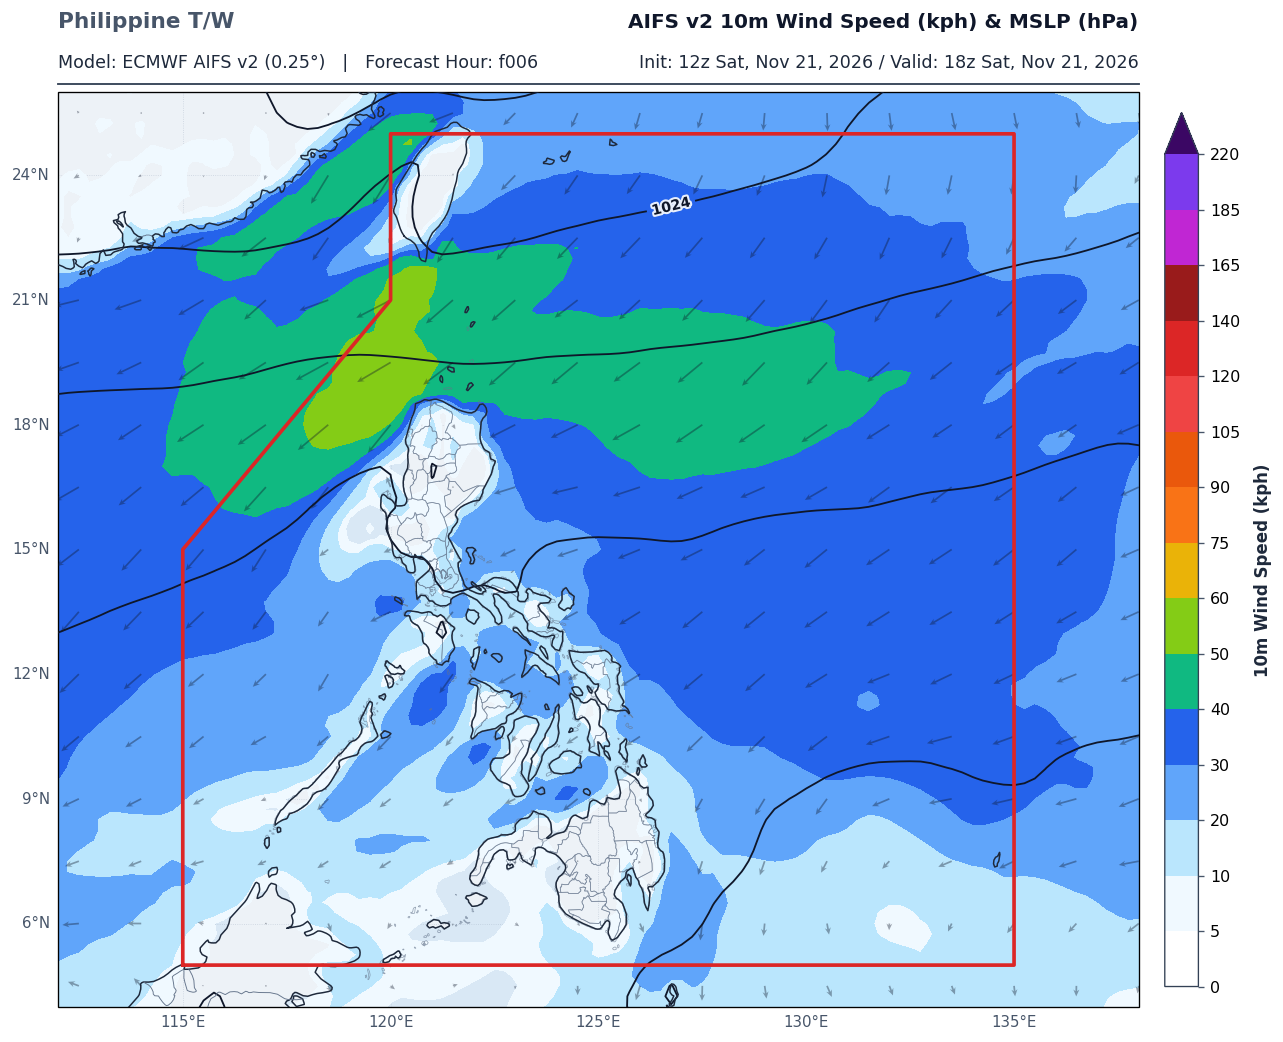 Philippine T/W
AIFS v2 10m Wind Speed (kph) & MSLP (hPa)
Model: ECMWF AIFS v2 (0.25°) | Forecast Hour: f006
Init: 12z Sat, Nov 21, 2026 / Valid: 18z Sat, Nov 21, 2026
24°N
21°N
18°N
15°N
12°N
9°N
6°N
115°E
120°E
125°E
130°E
135°E
1024
220
185
165
140
120
105
90
75
60
50
40
30
20
10
5
0
10m Wind Speed (kph)